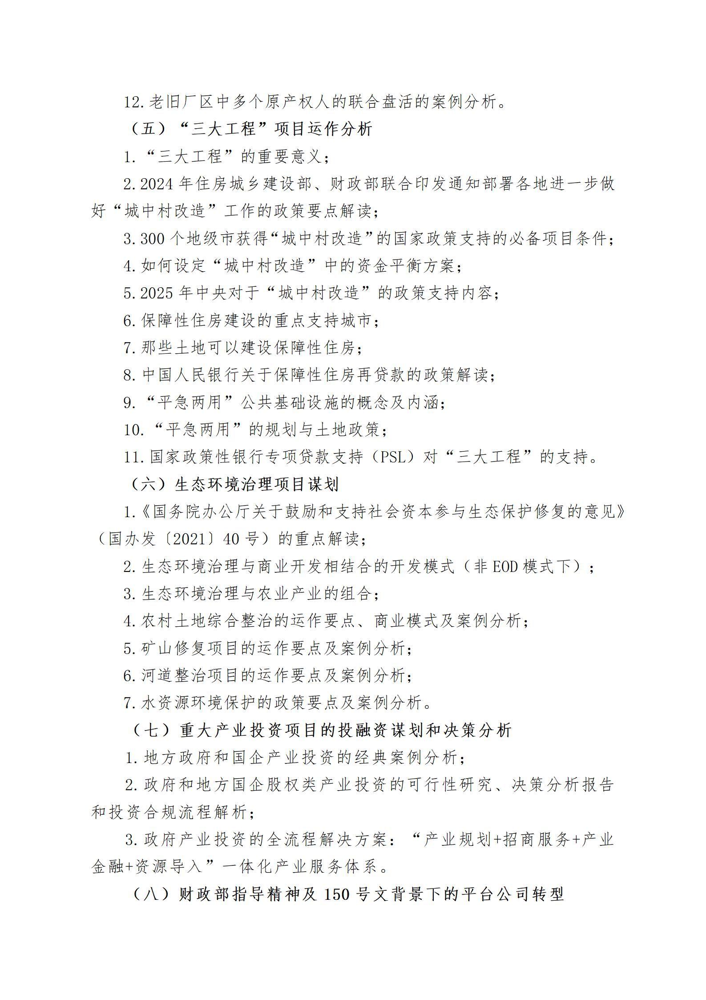 12.老旧厂区中多个原产权人的联合盘活的案例分析。
（五）“三大工程”项目运作分析
1.“三大工程”的重要意义；
2.2024年住房城乡建设部、财政部联合印发通知部署各地进一步做
好“城中村改造”工作的政策要点解读；
3.300个地级市获得“城中村改造”的国家政策支持的必备项目条件；
4.如何设定“城中村改造”中的资金平衡方案；
5.2025年中央对于“城中村改造”的政策支持内容；
6.保障性住房建设的重点支持城市；
7.那些土地可以建设保障性住房；
8.中国人民银行关于保障性住房再贷款的政策解读；
9.“平急两用”公共基础设施的概念及内涵；
10.“平急两用”的规划与土地政策；
11.国家政策性银行专项贷款支持（PSL）对“三大工程”的支持。
（六）生态环境治理项目谋划
1.《国务院办公厅关于鼓励和支持社会资本参与生态保护修复的意见》
（国办发〔2021〕40号）的重点解读；
2.生态环境治理与商业开发相结合的开发模式（非EOD模式下）；
3.生态环境治理与农业产业的组合；
4.农村土地综合整治的运作要点、商业模式及案例分析；
5.矿山修复项目的运作要点及案例分析；
6.河道整治项目的运作要点及案例分析；
7.水资源环境保护的政策要点及案例分析。
（七）重大产业投资项目的投融资谋划和决策分析
1.地方政府和国企产业投资的经典案例分析；
2.政府和地方国企股权类产业投资的可行性研究、决策分析报告
和投资合规流程解析；
3.政府产业投资的全流程解决方案：“产业规划+招商服务+产业
金融+资源导入”一体化产业服务体系。
（八）财政部指导精神及150号文背景下的平台公司转型